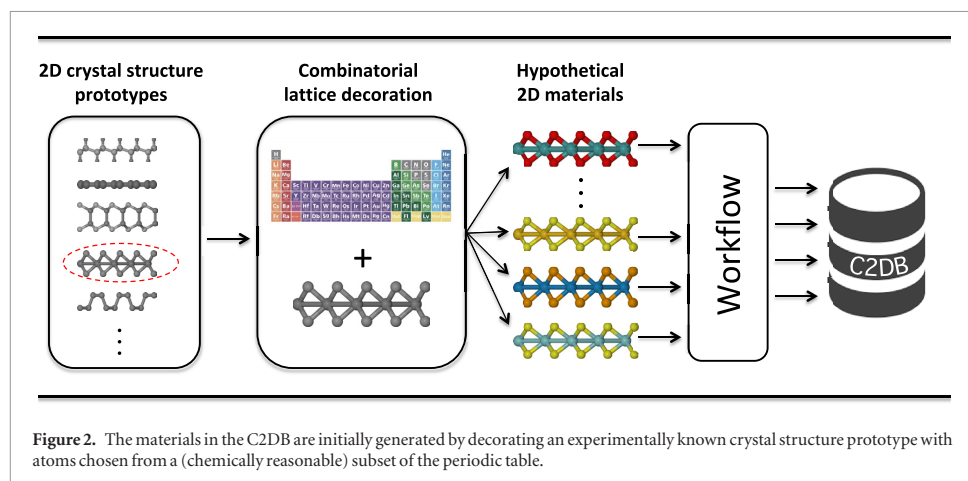 2D crystal structure
prototypes
Combinatorial
lattice decoration
Hypothetical
2D materials
+
Workflow
C2DB
Figure 2. The materials in the C2DB are initially generated by decorating an experimentally known crystal structure prototype with
atoms chosen from a (chemically reasonable) subset of the periodic table.